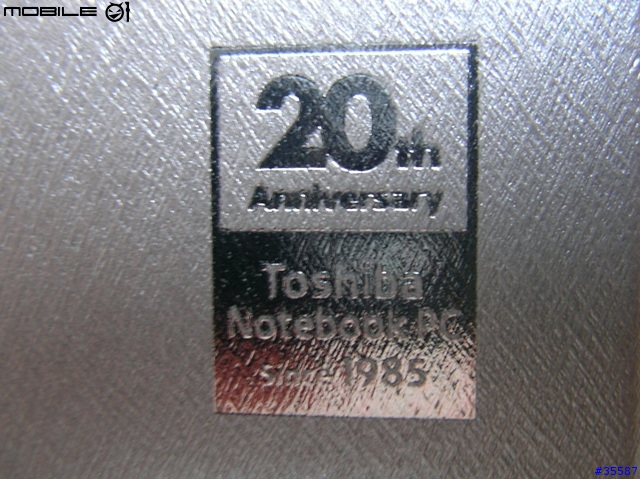 MOBILE 01
20th
Anniversary
Toshiba
Notebook PC
since 1985
#35587